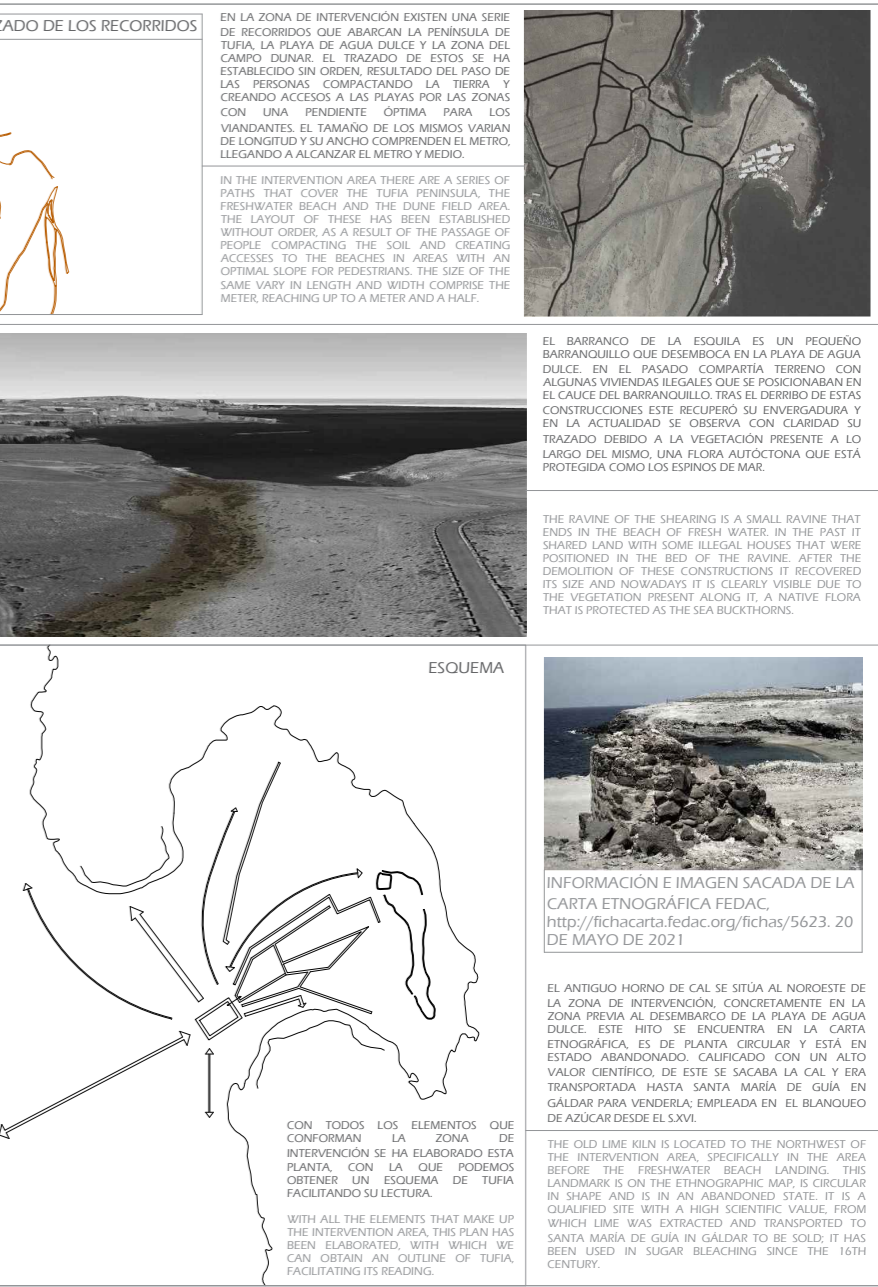 ZADO DE LOS RECORRIDOS
EN LA ZONA DE INTERVENCIÓN EXISTEN UNA SERIE
DE RECORRIDOS QUE ABARCAN LA PENÍNSULA DE
TUFIA, LA PLAYA DE AGUA DULCE Y LA ZONA DEL
CAMPO DUNAR. EL TRAZADO DE ESTOS SE HA
ESTABLECIDO SIN ORDEN, RESULTADO DEL PASO DE
LAS PERSONAS COMPACTANDO LA TIERRA Y
CREANDO ACCESOS A LAS PLAYAS POR LAS ZONAS
CON UNA PENDIENTE ÓPTIMA PARA LOS
VIANDANTES. EL TAMAÑO DE LOS MISMOS VARIAN
DE LONGITUD Y SU ANCHO COMPRENDEN EL METRO,
LLEGANDO A ALCANZAR EL METRO Y MEDIO.
IN THE INTERVENTION AREA THERE ARE A SERIES OF
PATHS THAT COVER THE TUFIA PENINSULA, THE
FRESHWATER BEACH AND THE DUNE FIELD AREA.
THE LAYOUT OF THESE HAS BEEN ESTABLISHED
WITHOUT ORDER, AS A RESULT OF THE PASSAGE OF
PEOPLE COMPACTING THE SOIL AND CREATING
ACCESSES TO THE BEACHES IN AREAS WITH AN
OPTIMAL SLOPE FOR PEDESTRIANS. THE SIZE OF THE
SAME VARY IN LENGTH AND WIDTH COMPRISE THE
METER, REACHING UP TO A METER AND A HALF.
EL BARRANCO DE LA ESQUILA ES UN PEQUEÑO
BARRANQUILLO QUE DESEMBOCA EN LA PLAYA DE AGUA
DULCE. EN EL PASADO COMPARTÍA TERRENO CON
ALGUNAS VIVIENDAS ILEGALES QUE SE POSICIONABAN EN
EL CAUCE DEL BARRANQUILLO. TRAS EL DERRIBO DE ESTAS
CONSTRUCCIONES ESTE RECUPERÓ SU ENVERGADURA Y
EN LA ACTUALIDAD SE OBSERVA CON CLARIDAD SU
TRAZADO DEBIDO A LA VEGETACIÓN PRESENTE A LO
LARGO DEL MISMO, UNA FLORA AUTÓCTONA QUE ESTÁ
PROTEGIDA COMO LOS ESPINOS DE MAR.
THE RAVINE OF THE SHEARING IS A SMALL RAVINE THAT
ENDS IN THE BEACH OF FRESH WATER. IN THE PAST IT
SHARED LAND WITH SOME ILLEGAL HOUSES THAT WERE
POSITIONED IN THE BED OF THE RAVINE. AFTER THE
DEMOLITION OF THESE CONSTRUCTIONS IT RECOVERED
ITS SIZE AND NOWADAYS IT IS CLEARLY VISIBLE DUE TO
THE VEGETATION PRESENT ALONG IT, A NATIVE FLORA
THAT IS PROTECTED AS THE SEA BUCKTHORNS.
ESQUEMA
CON TODOS LOS ELEMENTOS QUE
CONFORMAN LA ZONA DE
INTERVENCIÓN SE HA ELABORADO ESTA
PLANTA, CON LA QUE PODEMOS
OBTENER UN ESQUEMA DE TUFIA
FACILITANDO SU LECTURA.
WITH ALL THE ELEMENTS THAT MAKE UP
THE INTERVENTION AREA, THIS PLAN HAS
BEEN ELABORATED, WITH WHICH WE
CAN OBTAIN AN OUTLINE OF TUFIA,
FACILITATING ITS READING.
INFORMACIÓN E IMAGEN SACADA DE LA
CARTA ETNOGRÁFICA FEDAC,
http://fichacarta.fedac.org/fichas/5623. 20
DE MAYO DE 2021
EL ANTIGUO HORNO DE CAL SE SITÚA AL NOROESTE DE
LA ZONA DE INTERVENCIÓN, CONCRETAMENTE EN LA
ZONA PREVIA AL DESEMBARCO DE LA PLAYA DE AGUA
DULCE. ESTE HITO SE ENCUENTRA EN LA CARTA
ETNOGRÁFICA, ES DE PLANTA CIRCULAR Y ESTÁ EN
ESTADO ABANDONADO. CALIFICADO CON UN ALTO
VALOR CIENTÍFICO, DE ESTE SE SACABA LA CAL Y ERA
TRANSPORTADA HASTA SANTA MARÍA DE GUÍA EN
GÁLDAR PARA VENDERLA; EMPLEADA EN EL BLANQUEO
DE AZÚCAR DESDE EL S.XVI.
THE OLD LIME KILN IS LOCATED TO THE NORTHWEST OF
THE INTERVENTION AREA, SPECIFICALLY IN THE AREA
BEFORE THE FRESHWATER BEACH LANDING. THIS
LANDMARK IS ON THE ETHNOGRAPHIC MAP, IS CIRCULAR
IN SHAPE AND IS IN AN ABANDONED STATE. IT IS A
QUALIFIED SITE WITH A HIGH SCIENTIFIC VALUE, FROM
WHICH LIME WAS EXTRACTED AND TRANSPORTED TO
SANTA MARÍA DE GUÍA IN GÁLDAR TO BE SOLD; IT HAS
BEEN USED IN SUGAR BLEACHING SINCE THE 16TH
CENTURY.